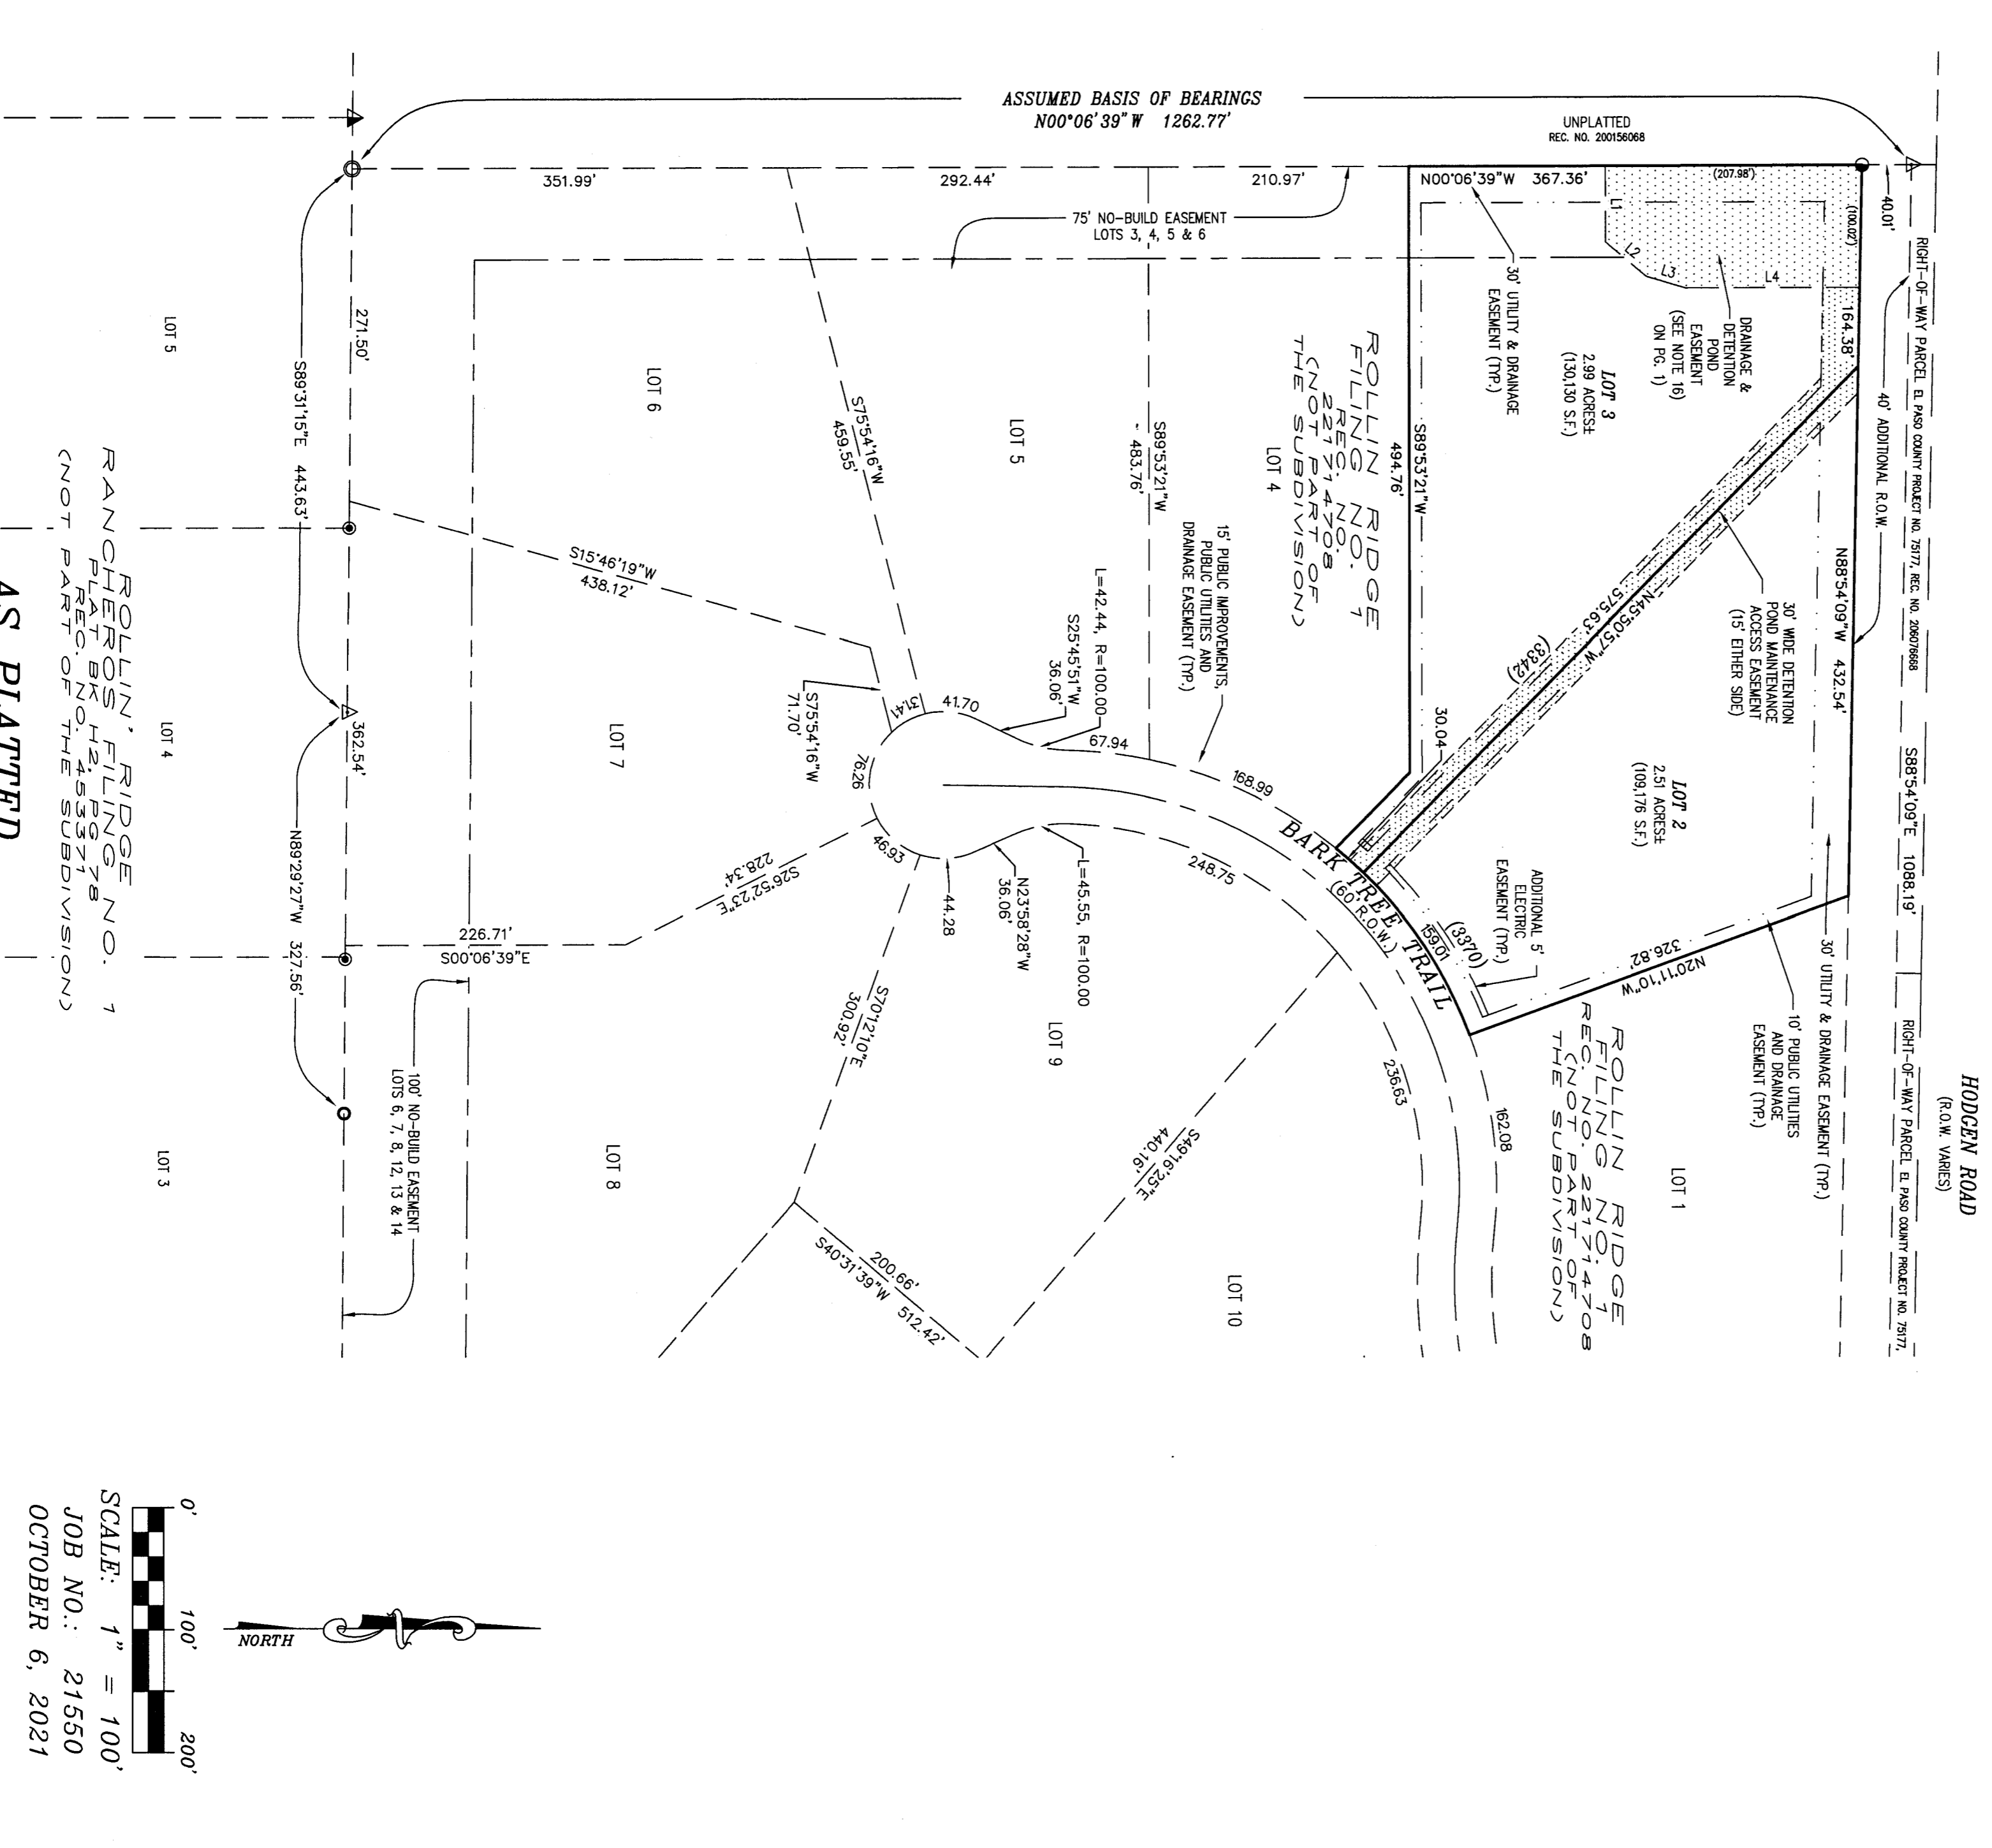 HODGEN ROAD
(R.O.W. VARIES)
RIGHT-OF-WAY PARCEL EL PASO COUNTY PROJECT NO. 75177, REC. NO. 206076668
S88°54'09"E 1088.19'
RIGHT-OF-WAY PARCEL EL PASO COUNTY PROJECT NO. 75177,
40.01'
40' ADDITIONAL R.O.W.
ASSUMED BASIS OF BEARINGS
N00°06'39"W 1262.77'
UNPLATTED
REC. NO. 200156068
164.38'
N88°54'09"W 432.54'
30' UTILITY & DRAINAGE EASEMENT (TYP.)
(100.02')
(207.98')
N00°06'39"W 367.36'
L1
L2
L3
L4
DRAINAGE &
DETENTION
POND
EASEMENT
(SEE NOTE 16)
ON PG. 1)
30' WIDE DETENTION
POND MAINTENANCE
ACCESS EASEMENT
(15' EITHER SIDE)
10' PUBLIC UTILITIES
AND DRAINAGE
EASEMENT (TYP.)
LOT 3
2.99 ACRES±
(130,130 S.F.)
LOT 2
2.51 ACRES±
(109,176 S.F.)
N20°11'10"W
326.82'
N45°50'57"W
575.63'
(3342)
(3370)
159.01
30.04
30' UTILITY & DRAINAGE
EASEMENT (TYP.)
ADDITIONAL 5'
ELECTRIC
EASEMENT (TYP.)
S89°53'21"W
494.76'
BARK TREE TRAIL
(60' R.O.W.)
LOT 1
ROLLIN RIDGE
FILING NO. 1
REC. NO. 221714708
(NOT PART OF
THE SUBDIVISION)
ROLLIN RIDGE
FILING NO. 1
REC. NO.
221714708
(NOT PART OF
THE SUBDIVISION)
LOT 4
162.08
168.99
248.75
236.63
LOT 10
15' PUBLIC IMPROVEMENTS,
PUBLIC UTILITIES AND
DRAINAGE EASEMENT (TYP.)
210.97'
292.44'
351.99'
75' NO-BUILD EASEMENT
LOTS 3, 4, 5 & 6
S89°53'21"W
483.76'
S49°16'25"E
440.16'
67.94
L=42.44, R=100.00
S25°45'51"W
36.06'
L=45.55, R=100.00
N23°58'28"W
36.06'
LOT 5
LOT 9
41.70
44.28
31.41
46.93
76.26
S75°54'16"W
459.55'
S75°54'16"W
71.70'
S70°12'10"E
300.92'
200.66'
S40°31'39"W 512.42'
S26°52'23"E
228.34'
S15°46'19"W
438.12'
LOT 6
LOT 7
LOT 8
226.71'
S00°06'39"E
100' NO-BUILD EASEMENT
LOTS 6, 7, 8, 12, 13 & 14
271.50'
362.54'
S89°31'15"E 443.63'
N89°29'27"W 327.56'
LOT 5
LOT 4
LOT 3
ROLLIN' RIDGE
RANCHEROS FILING NO. 1
PLAT BK H2, PG 78
REC. NO. 453371
(NOT PART OF THE SUBDIVISION)
AS PLATTED
NORTH
0' 100' 200'
SCALE: 1" = 100'
JOB NO.: 21550
OCTOBER 6, 2021